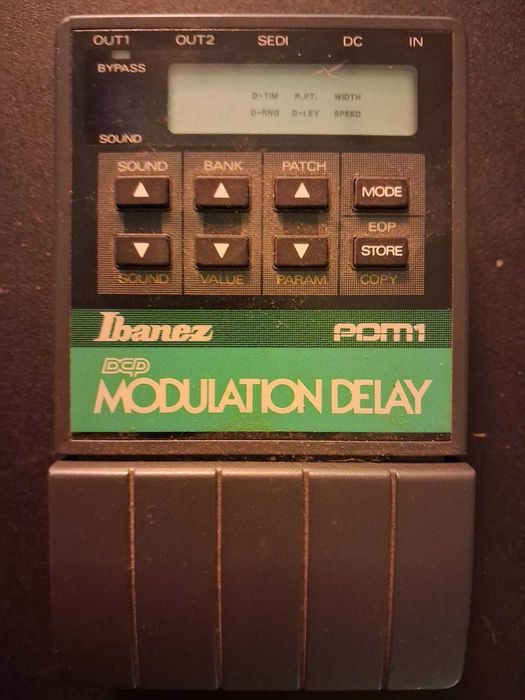 OUT1 OUT2 SEDI DC IN
BYPASS
D-TIM R.PT. WIDTH
D-RNG D-LEV SPEED
SOUND
SOUND BANK PATCH
MODE
EOP
STORE
SOUND VALUE PARAM COPY
Ibanez PDM1
DCP
MODULATION DELAY